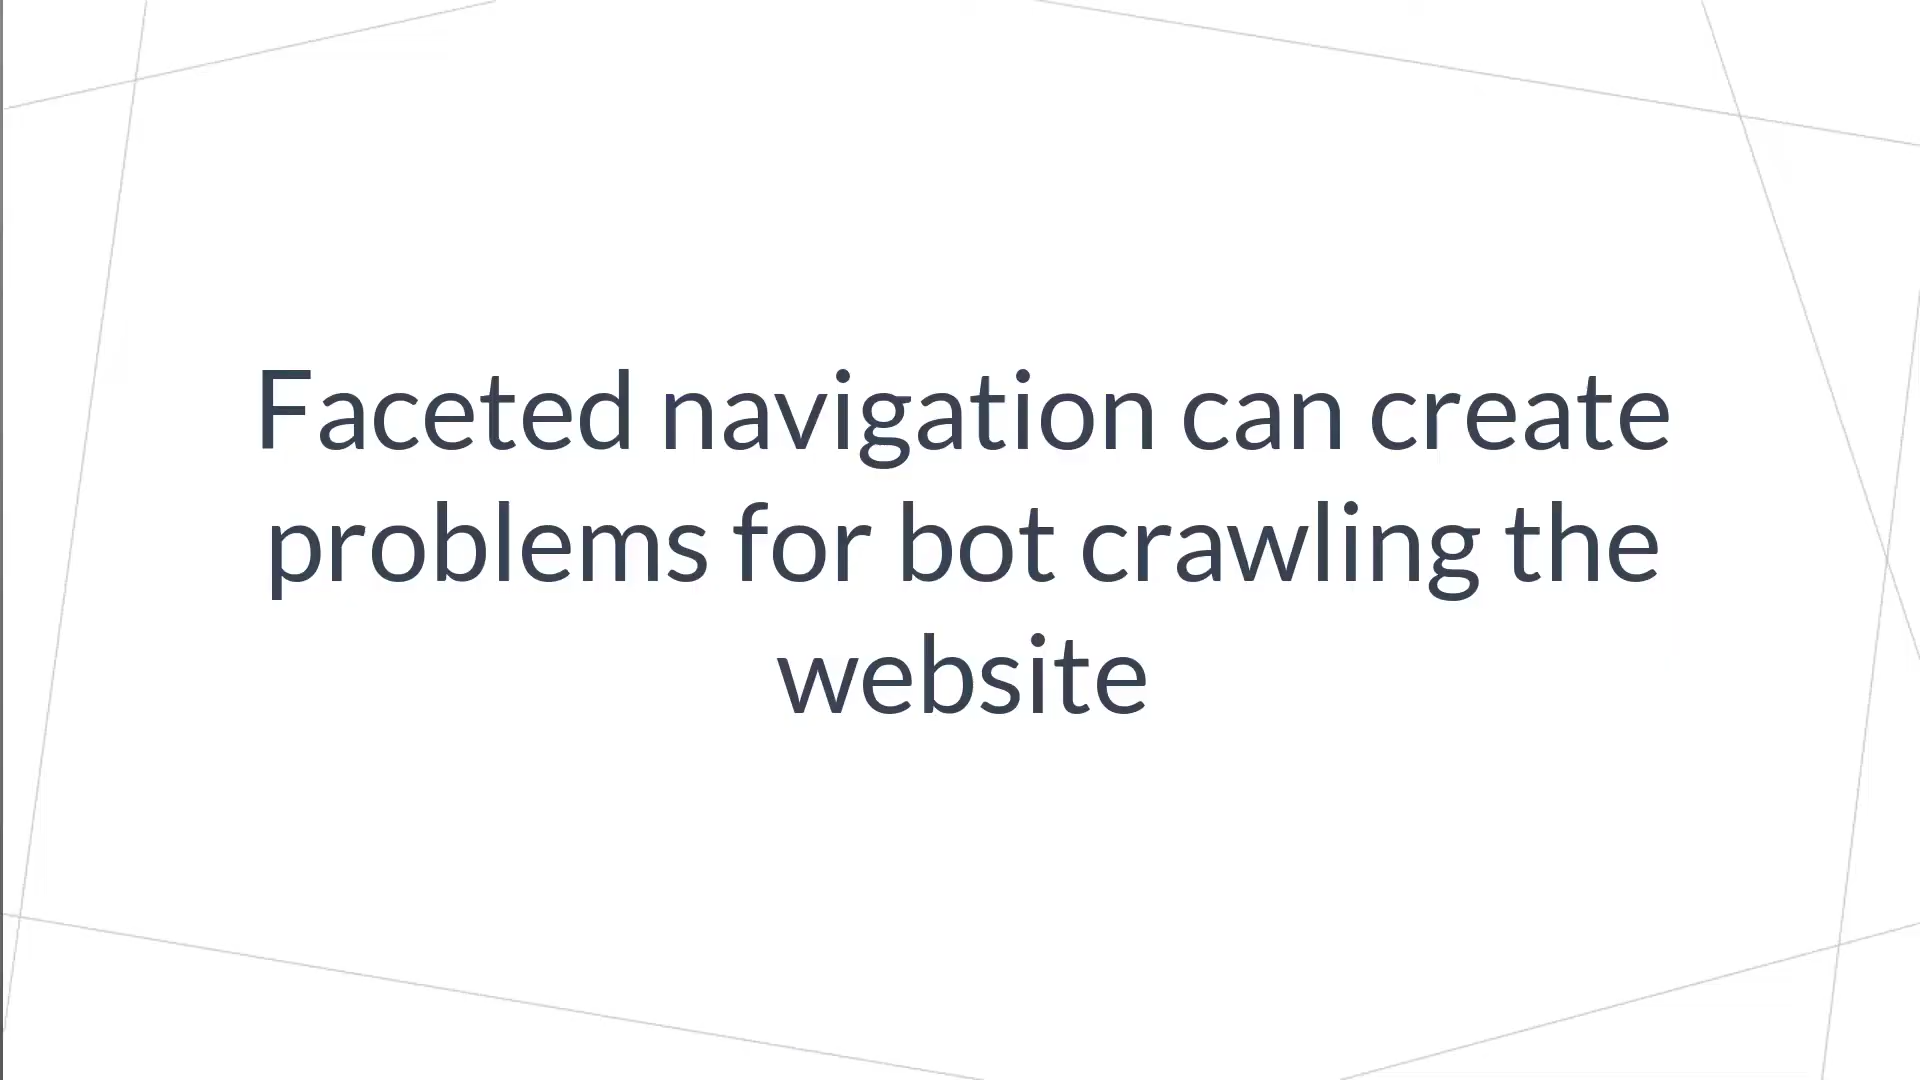 Faceted navigation can create
problems for bot crawling the
website